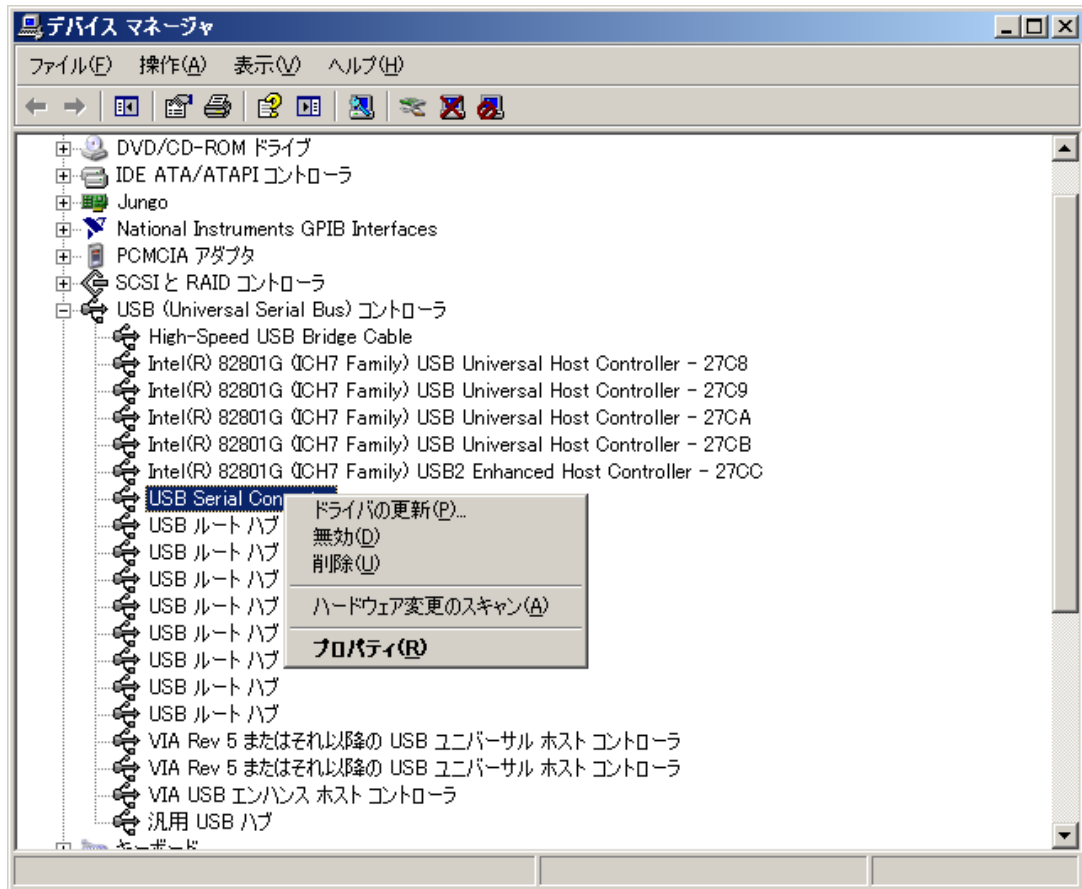 デバイス マネージャ
ファイル(F) 操作(A) 表示(V) ヘルプ(H)
DVD/CD-ROM ドライブ
IDE ATA/ATAPI コントローラ
Jungo
National Instruments GPIB Interfaces
PCMCIA アダプタ
SCSI と RAID コントローラ
USB (Universal Serial Bus) コントローラ
High-Speed USB Bridge Cable
Intel(R) 82801G (ICH7 Family) USB Universal Host Controller - 27C8
Intel(R) 82801G (ICH7 Family) USB Universal Host Controller - 27C9
Intel(R) 82801G (ICH7 Family) USB Universal Host Controller - 27CA
Intel(R) 82801G (ICH7 Family) USB Universal Host Controller - 27CB
Intel(R) 82801G (ICH7 Family) USB2 Enhanced Host Controller - 27CC
USB Serial
USB ルート ハブ
USB ルート ハブ
USB ルート ハブ
USB ルート ハブ
USB ルート ハブ
USB ルート ハブ
USB ルート ハブ
USB ルート ハブ
VIA Rev 5 またはそれ以降の USB ユニバーサル ホスト コントローラ
VIA Rev 5 またはそれ以降の USB ユニバーサル ホスト コントローラ
VIA USB エンハンス ホスト コントローラ
汎用 USB ハブ
キーボード
ドライバの更新(P)...
無効(D)
削除(U)
ハードウェア変更のスキャン(A)
プロパティ(R)